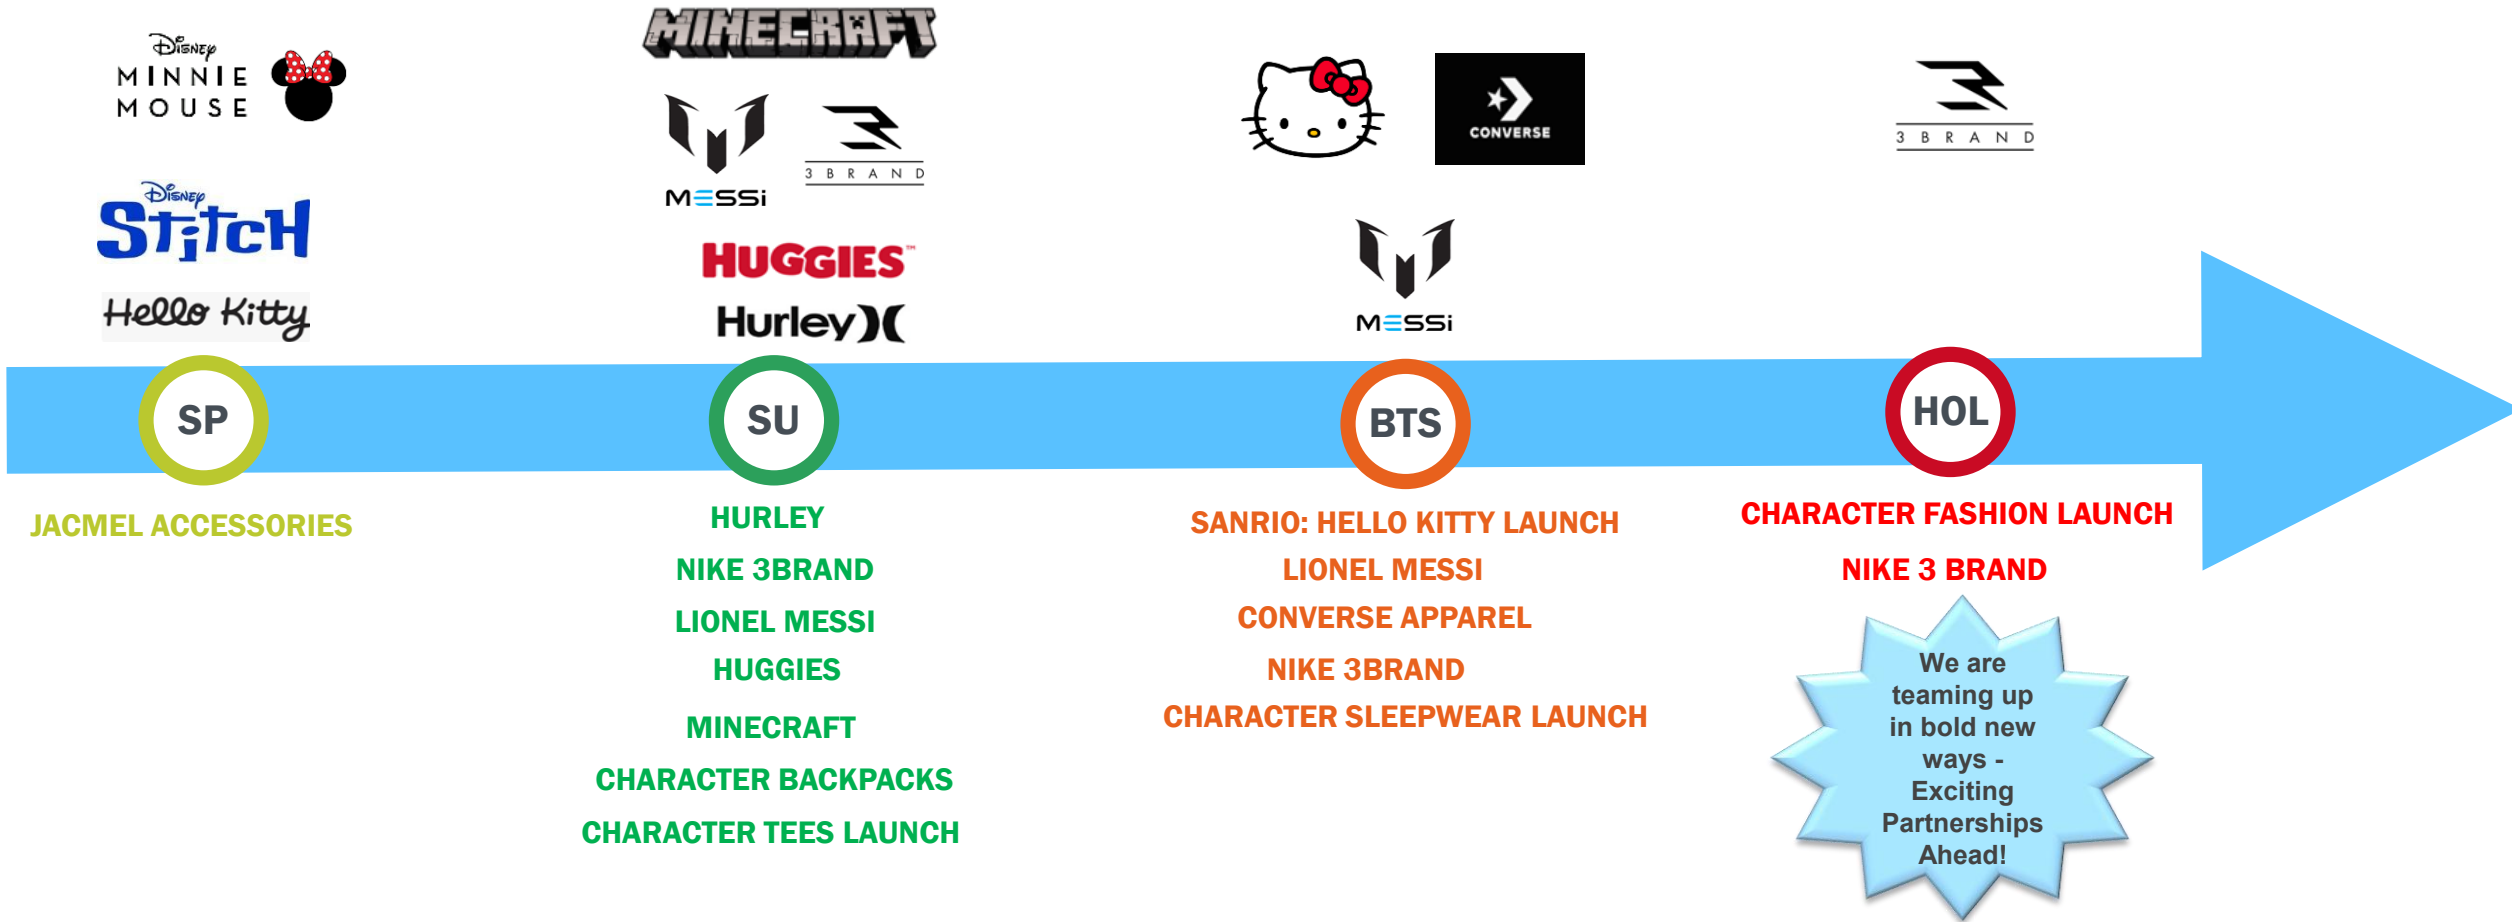 Disney
MINNIE
MOUSE
Disney
Stitch
Hello Kitty
MINECRAFT
MESSi
3 BRAND
HUGGIES™
Hurley
CONVERSE
MESSi
3 BRAND
SP
SU
BTS
HOL
JACMEL ACCESSORIES
HURLEY
NIKE 3BRAND
LIONEL MESSI
HUGGIES
MINECRAFT
CHARACTER BACKPACKS
CHARACTER TEES LAUNCH
SANRIO: HELLO KITTY LAUNCH
LIONEL MESSI
CONVERSE APPAREL
NIKE 3BRAND
CHARACTER SLEEPWEAR LAUNCH
CHARACTER FASHION LAUNCH
NIKE 3 BRAND
We are
teaming up
in bold new
ways -
Exciting
Partnerships
Ahead!